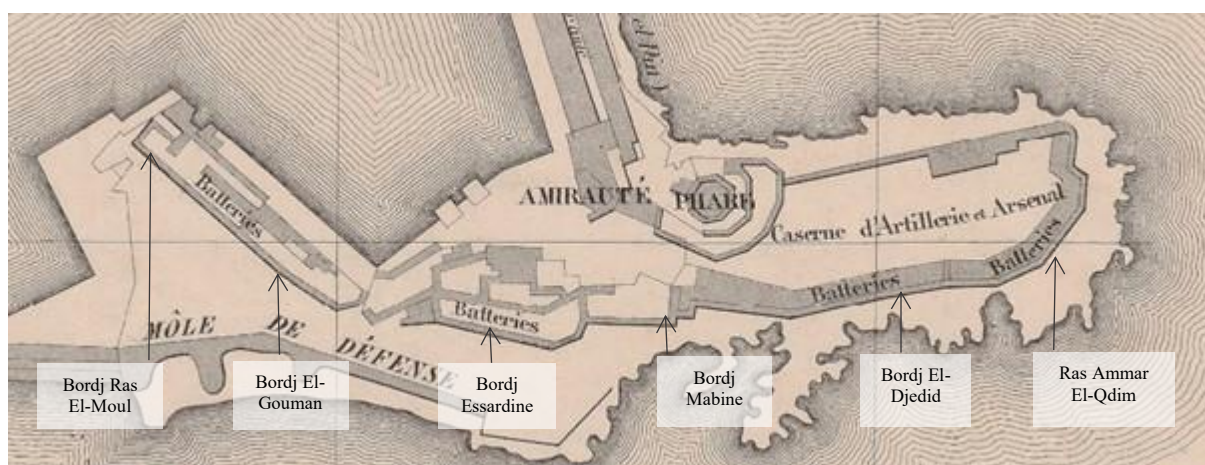 AMIRAUTÉ
PHARE
Batteries
Caserne d'Artillerie et Arsenal
Batteries
Batteries
Batteries
MÔLE DE DÉFENSE
Bordj Ras
El-Moul
Bordj El-
Gouman
Bordj
Essardine
Bordj
Mabine
Bordj El-
Djedid
Ras Ammar
El-Qdim